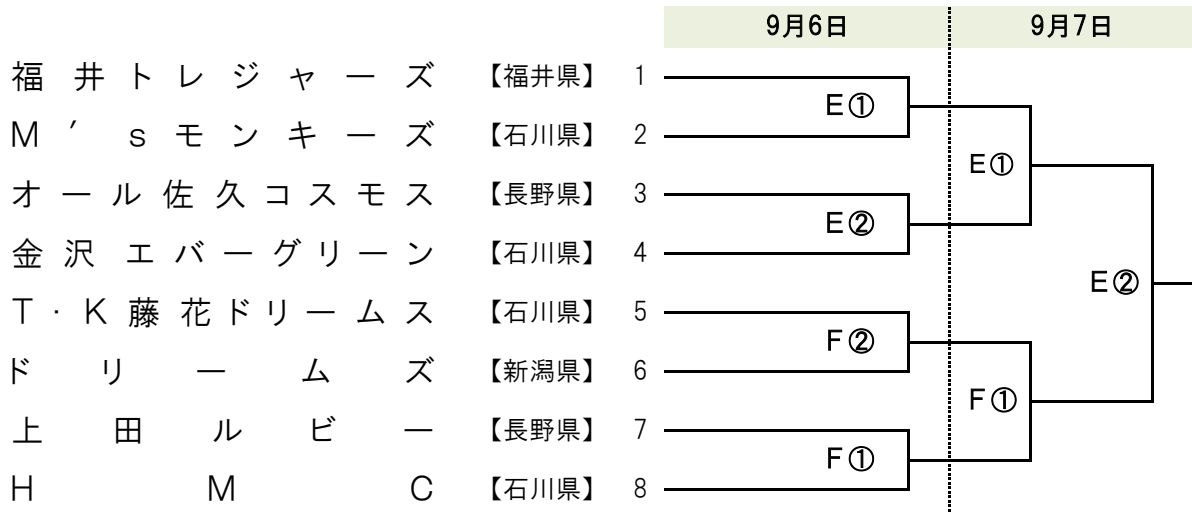 9月6日 9月7日
福井トレジャーズ 【福井県】 1
M′sモンキーズ 【石川県】 2
オール佐久コスモス 【長野県】 3
金沢エバーグリーン 【石川県】 4
T・K藤花ドリームス 【石川県】 5
ドリームズ 【新潟県】 6
上田ルビー 【長野県】 7
HMC 【石川県】 8
E①
E②
F②
F①
E①
F①
E②